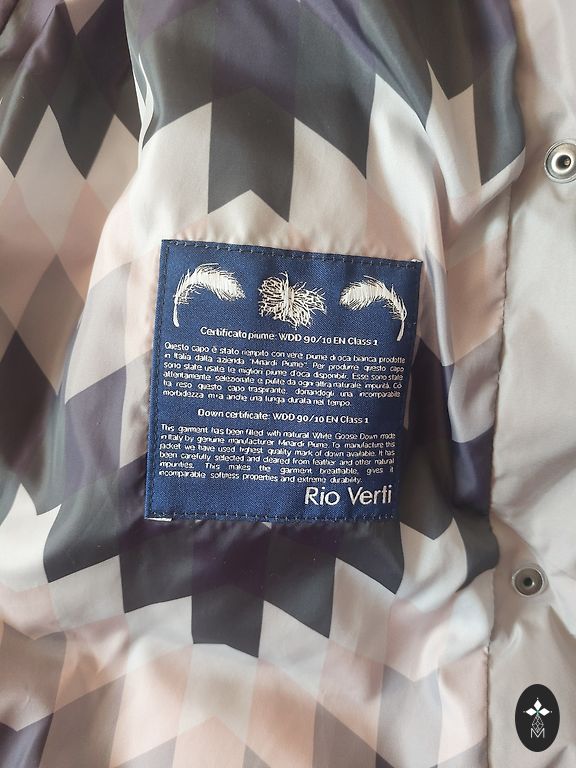 Certificato piume: WDD 90/10 EN Class 1
Questo capo è stato riempito con vere piume di oca bianca prodotte
in Italia dalla azienda "Minardi Piume". Per produrre questo capo
sono state usate le migliori piume d'oca disponibili. Esse sono state
attentamente selezionate e pulite da ogni altra naturale impurità. Ciò
ha reso questo capo traspirante, donandogli una incomparabile
morbidezza ma anche una lunga durata nel tempo.
Down certificate: WDD 90/10 EN Class 1
This garment has been filled with natural White Goose Down made
in Italy by genuine manufacturer Minardi Piume. To manufacture this
jacket we have used highest quality mark of down available. It has
been carefully selected and cleared from feather and other natural
impurities. This makes the garment breathable, gives it
incomparable softness properties and extreme durability.
Rio Verti
M